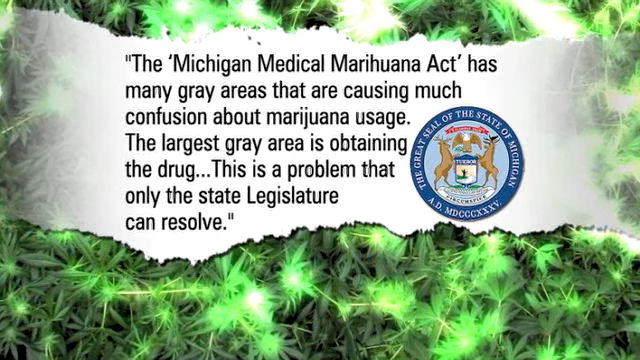 "The ‘Michigan Medical Marihuana Act’ has
many gray areas that are causing much
confusion about marijuana usage.
The largest gray area is obtaining
the drug...This is a problem that
only the state Legislature
can resolve."
THE GREAT SEAL OF THE STATE OF MICHIGAN
TUEBOR
CIRCUMSPICE
A.D. MDCCCXXXV.